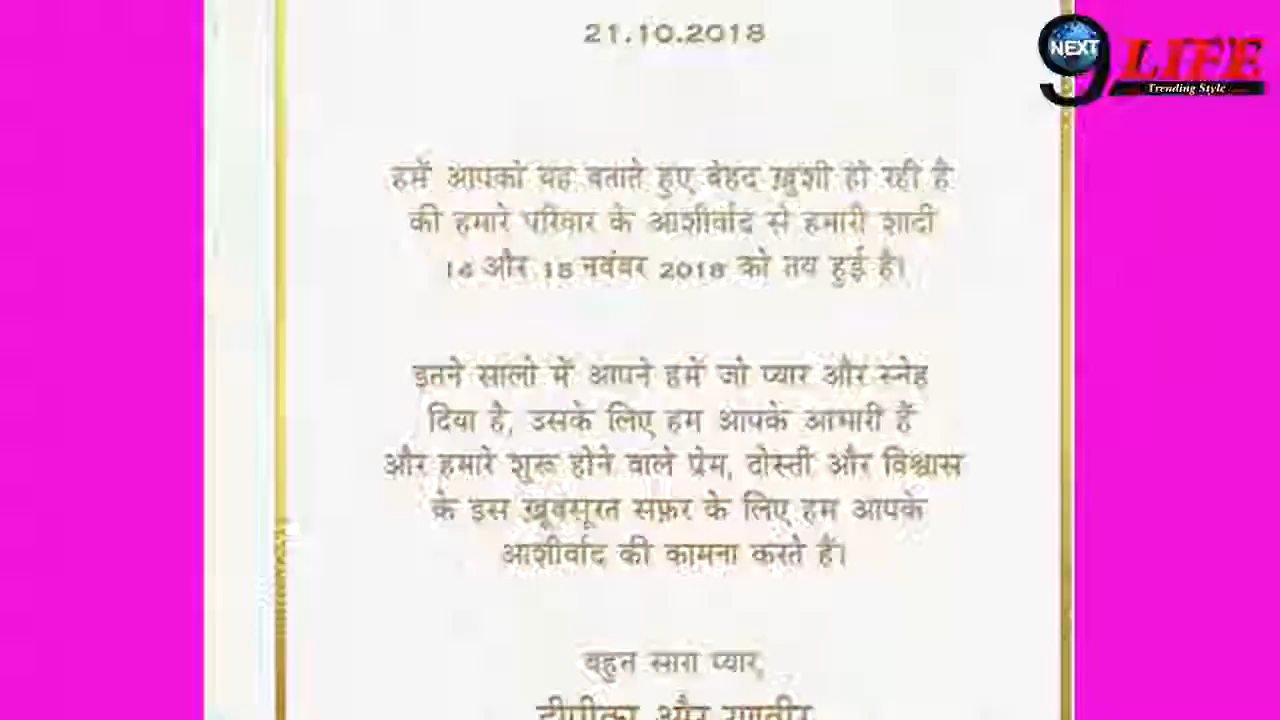 21.10.2018
NEXT
9 LIFE
Trending Style
हमें आपको यह बताते हुए बेहद ख़ुशी हो रही है
की हमारे परिवार के आशीर्वाद से हमारी शादी
14 और 15 नवंबर 2018 को तय हुई है।
इतने सालो में आपने हमें जो प्यार और स्नेह
दिया है, उसके लिए हम आपके आभारी हैं
और हमारे शुरू होने वाले प्रेम, दोस्ती और विश्वास
के इस ख़ूबसूरत सफ़र के लिए हम आपके
आशीर्वाद की कामना करते हैं।
बहुत सारा प्यार,
दीपीका और रणवीर